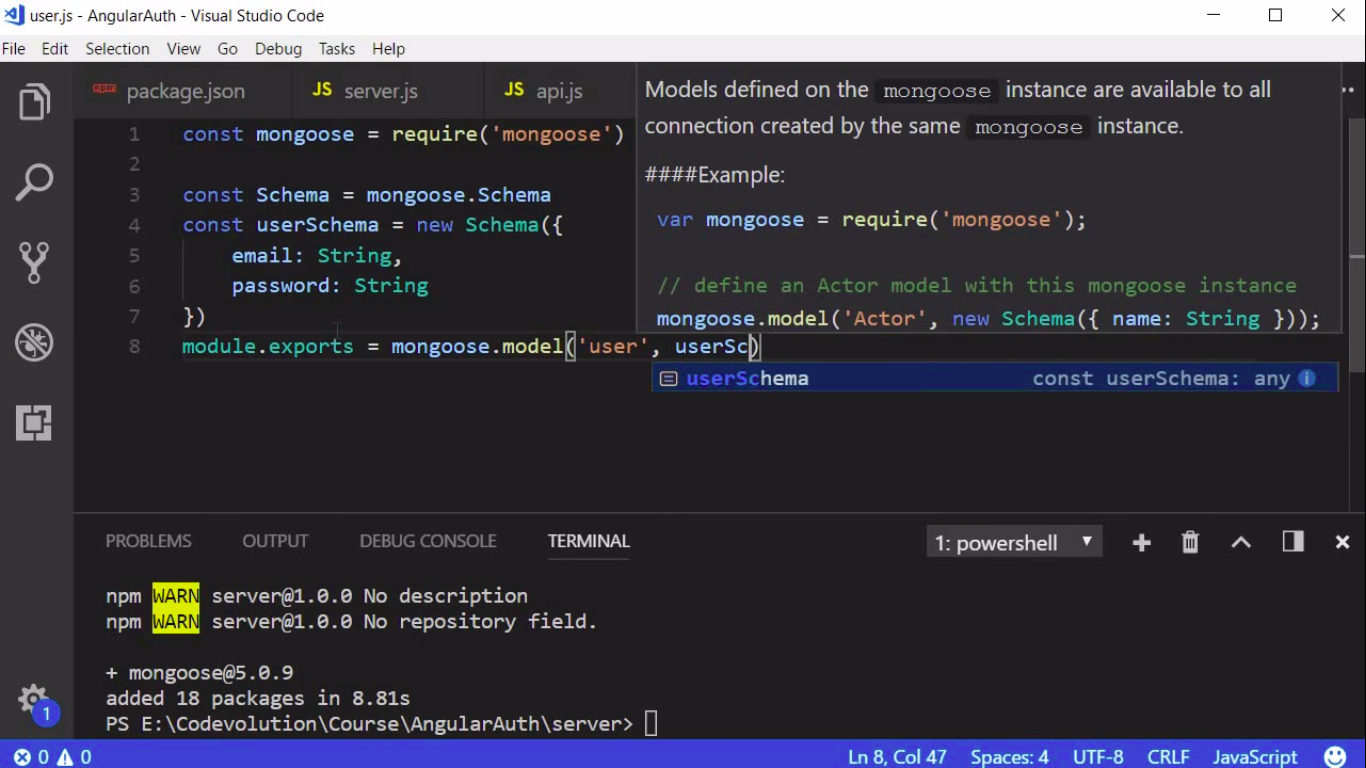 user.js - AngularAuth - Visual Studio Code
File Edit Selection View Go Debug Tasks Help
npm package.json JS server.js JS api.js
1 const mongoose = require('mongoose')
2
3 const Schema = mongoose.Schema
4 const userSchema = new Schema({
5 email: String,
6 password: String
7 })
8 module.exports = mongoose.model('user', userSc)
Models defined on the mongoose instance are available to all
connection created by the same mongoose instance.
####Example:
var mongoose = require('mongoose');
// define an Actor model with this mongoose instance
mongoose.model('Actor', new Schema({ name: String }));
userSchema const userSchema: any
PROBLEMS OUTPUT DEBUG CONSOLE TERMINAL 1: powershell
npm WARN server@1.0.0 No description
npm WARN server@1.0.0 No repository field.
+ mongoose@5.0.9
added 18 packages in 8.81s
PS E:\Codevolution\Course\AngularAuth\server>
1
0 0 Ln 8, Col 47 Spaces: 4 UTF-8 CRLF JavaScript